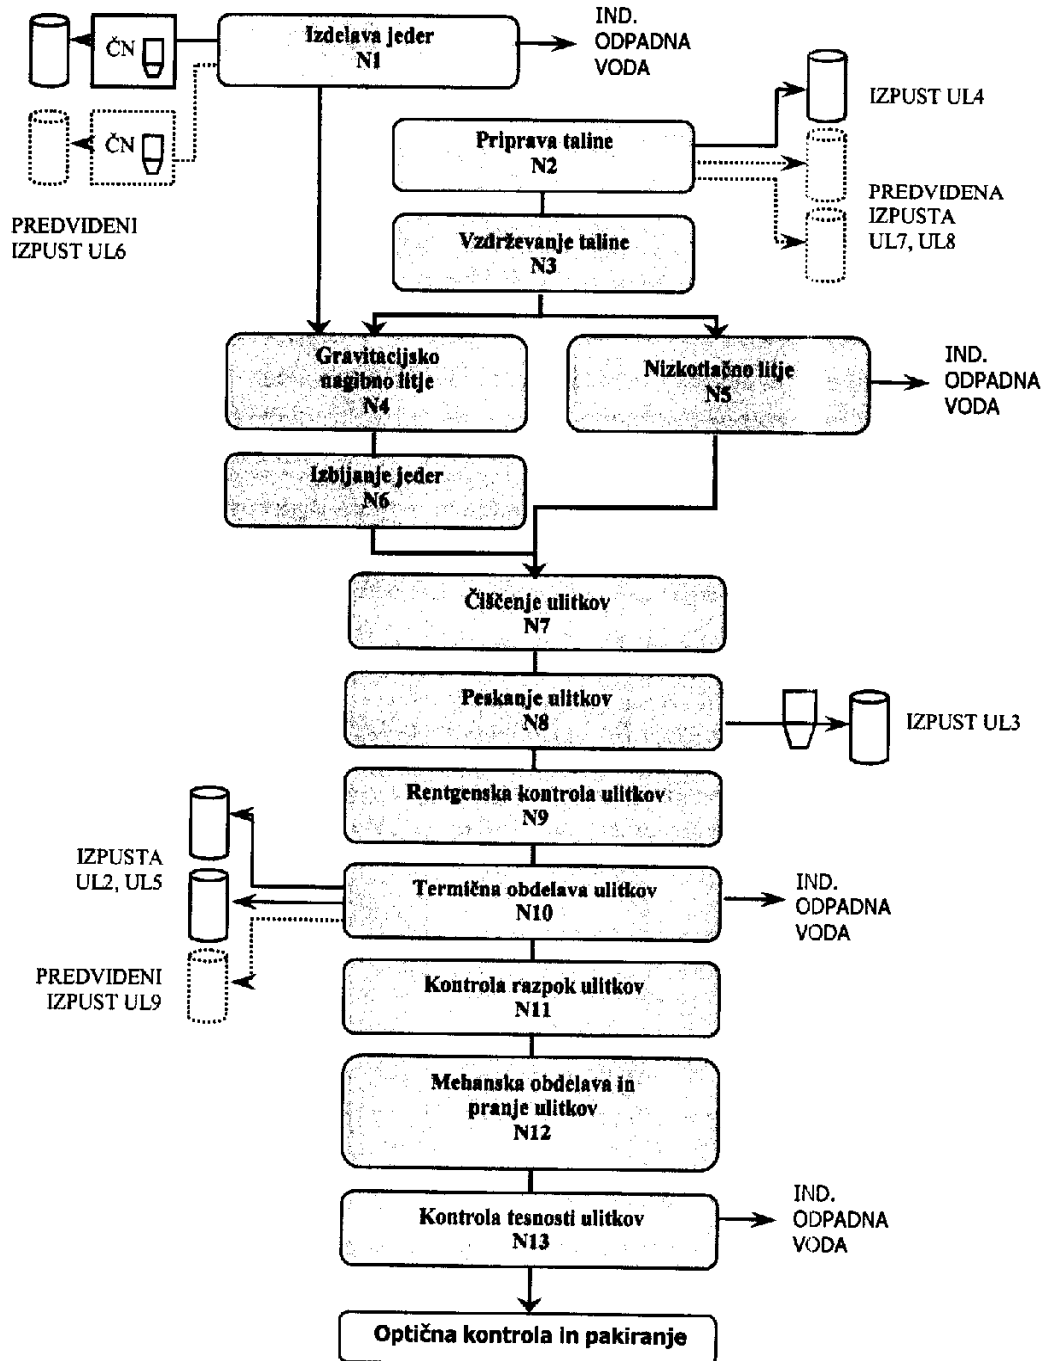 Izdelava jeder
N1
ČN
ČN
IND.
ODPADNA
VODA
PREDVIDENI
IZPUST UL6
Priprava taline
N2
IZPUST UL4
PREDVIDENA
IZPUSTA
UL7, UL8
Vzdrževanje taline
N3
Gravitacijsko
nagibno litje
N4
Nizkotlačno litje
N5
IND.
ODPADNA
VODA
Izbijanje jeder
N6
Čiščenje ulitkov
N7
Peskanje ulitkov
N8
IZPUST UL3
Rentgenska kontrola ulitkov
N9
IZPUSTA
UL2, UL5
Termična obdelava ulitkov
N10
IND.
ODPADNA
VODA
PREDVIDENI
IZPUST UL9
Kontrola razpok ulitkov
N11
Mehanska obdelava in
pranje ulitkov
N12
Kontrola tesnosti ulitkov
N13
IND.
ODPADNA
VODA
Optična kontrola in pakiranje